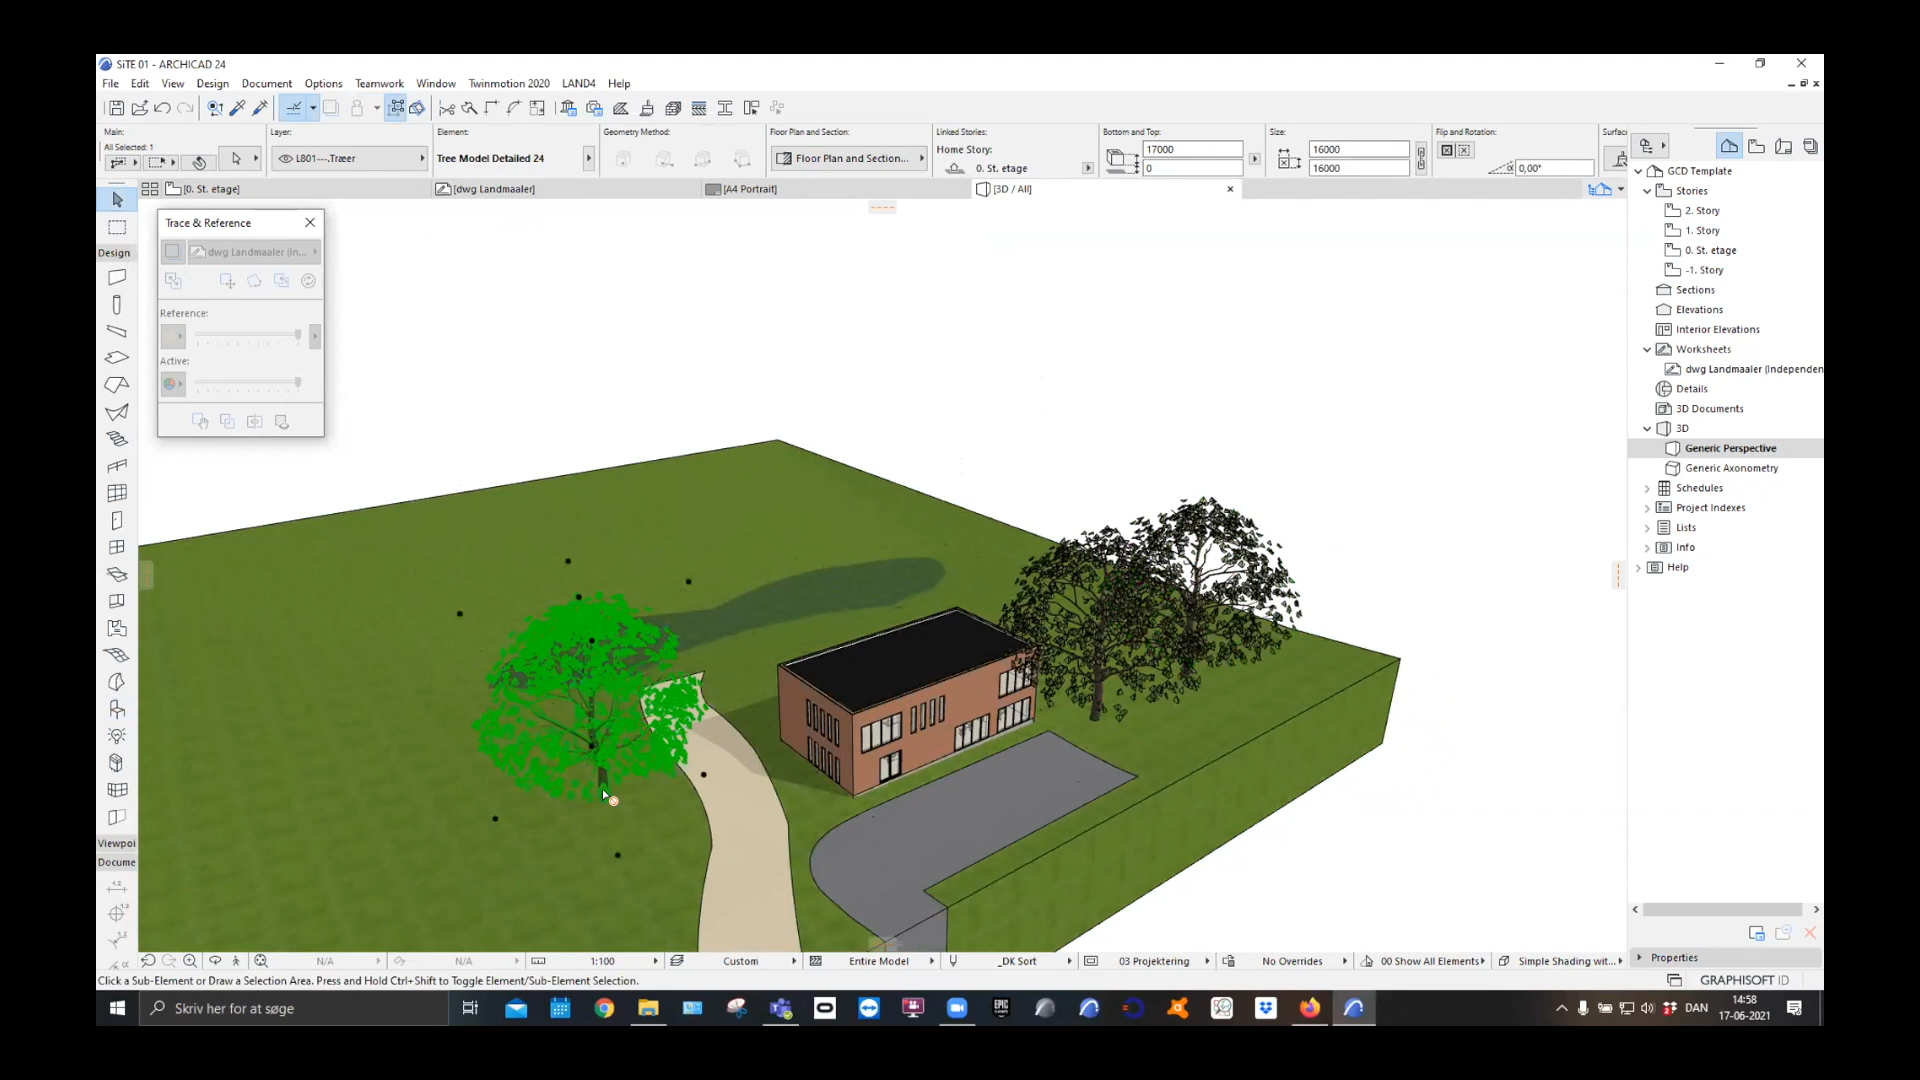 SiTE 01 - ARCHICAD 24
File Edit View Design Document Options Teamwork Window Twinmotion 2020 LAND4 Help
Main: Layer: Element: Geometry Method: Floor Plan and Section: Linked Stories: Bottom and Top: Size: Flip and Rotation: Surfac
All Selected: 1
L801---.Træer Tree Model Detailed 24 Floor Plan and Section... Home Story: 0. St. etage 17000 0 16000 16000 0,00°
[0. St. etage] [dwg Landmaaler] [A4 Portrait] [3D / All]
Trace & Reference
dwg Landmaaler (In...
Reference:
Active:
Design
Viewpoi
Docume
GCD Template
Stories
2. Story
1. Story
0. St. etage
-1. Story
Sections
Elevations
Interior Elevations
Worksheets
dwg Landmaaler (Independen
Details
3D Documents
3D
Generic Perspective
Generic Axonometry
Schedules
Project Indexes
Lists
Info
Help
Properties
N/A N/A 1:100 Custom Entire Model _DK Sort 03 Projektering No Overrides 00 Show All Elements Simple Shading wit...
Click a Sub-Element or Draw a Selection Area. Press and Hold Ctrl+Shift to Toggle Element/Sub-Element Selection.
GRAPHISOFT ID
Skriv her for at søge
EPIC
DAN
14:58
17-06-2021